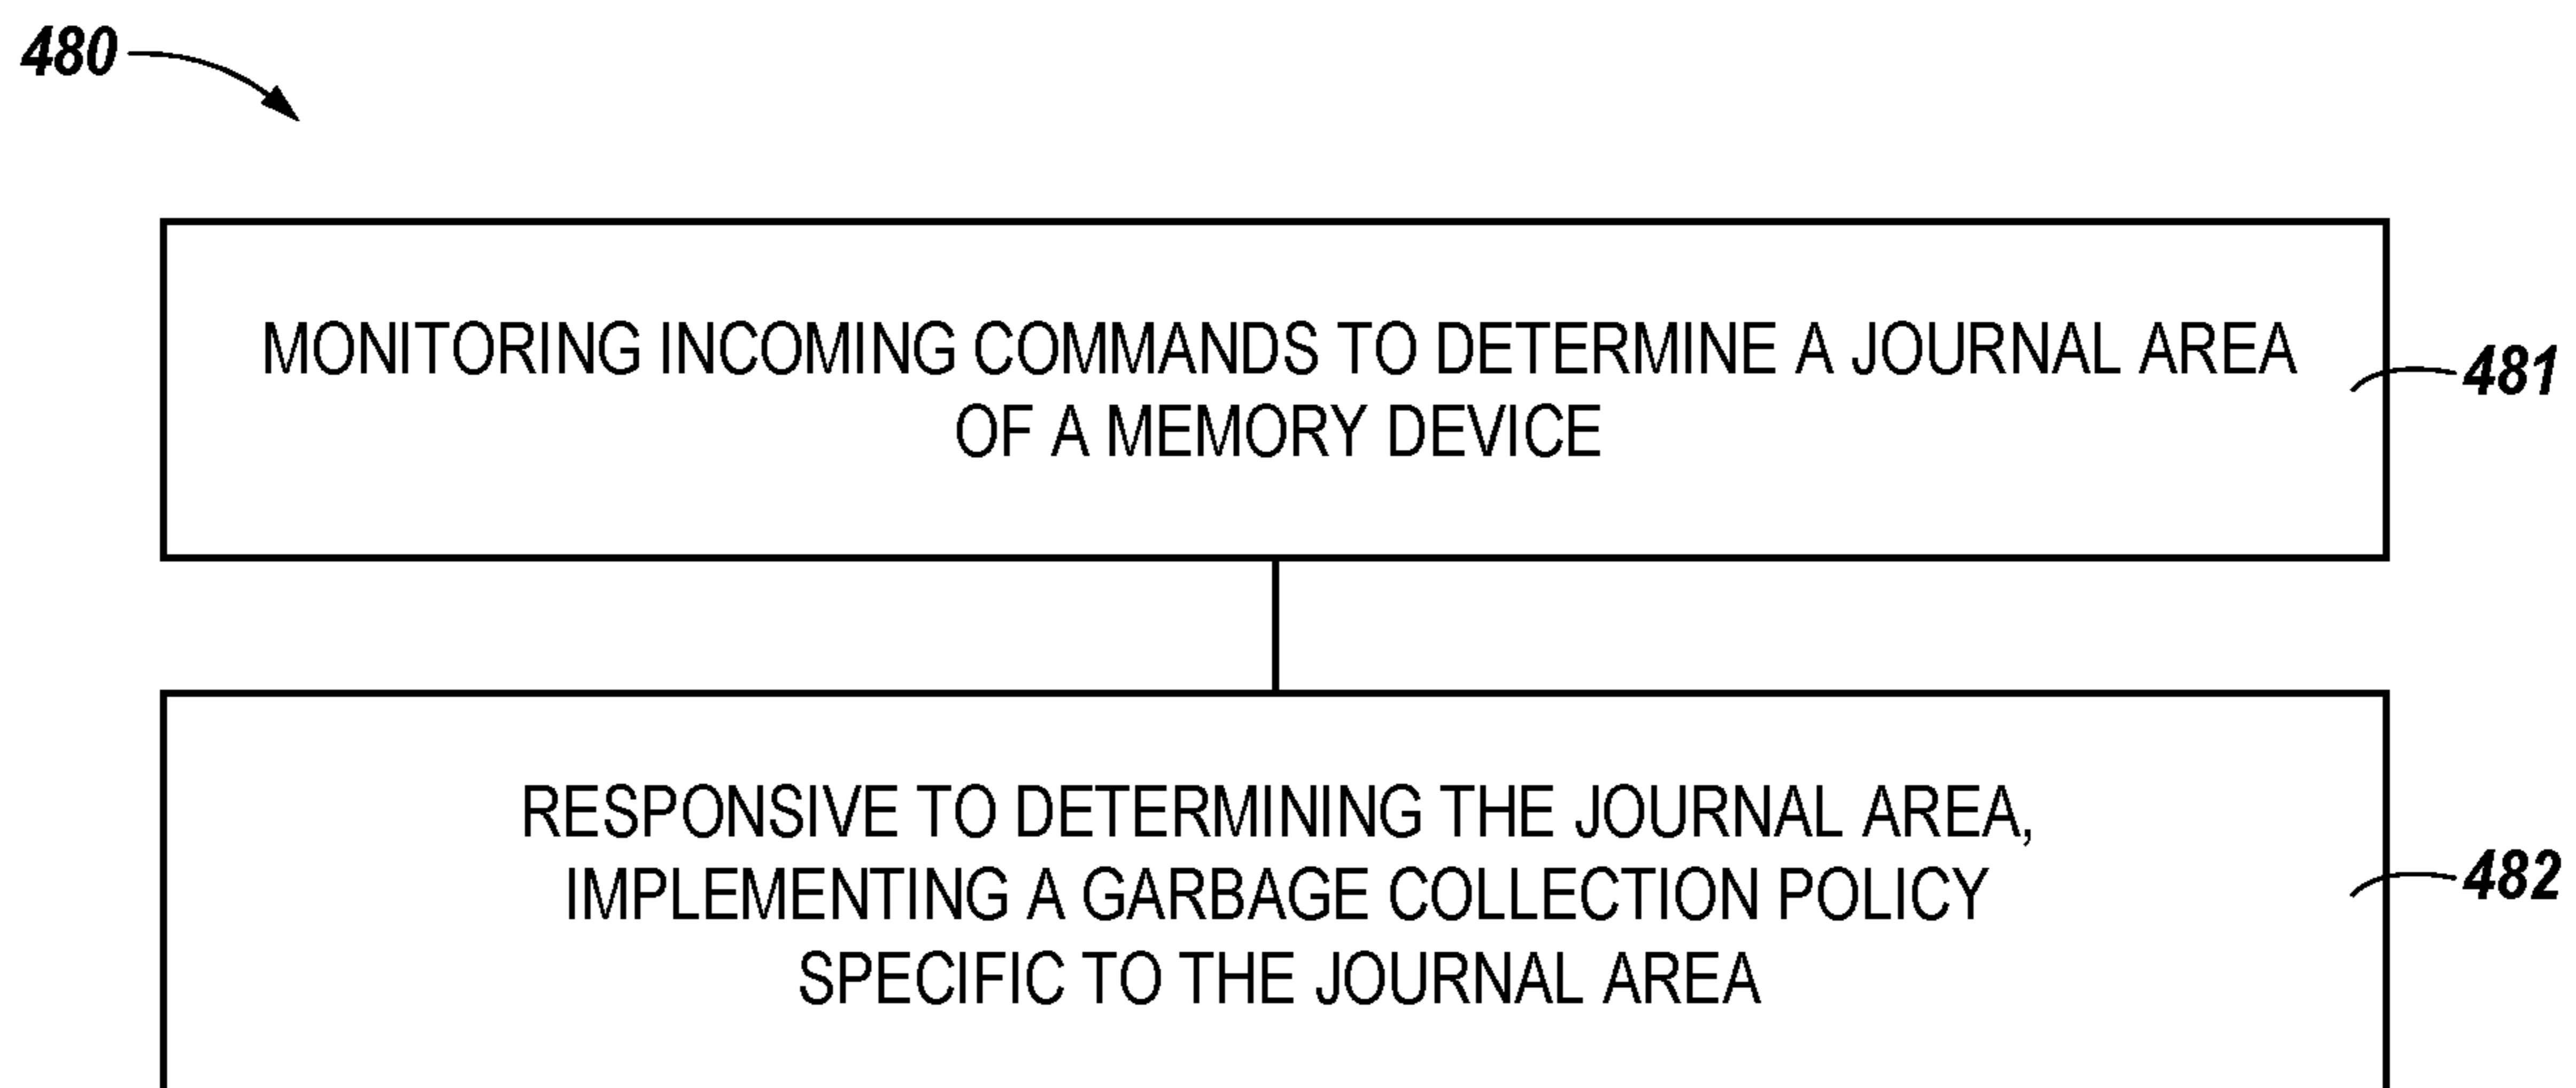 480
MONITORING INCOMING COMMANDS TO DETERMINE A JOURNAL AREA
OF A MEMORY DEVICE
481
RESPONSIVE TO DETERMINING THE JOURNAL AREA,
IMPLEMENTING A GARBAGE COLLECTION POLICY
SPECIFIC TO THE JOURNAL AREA
482